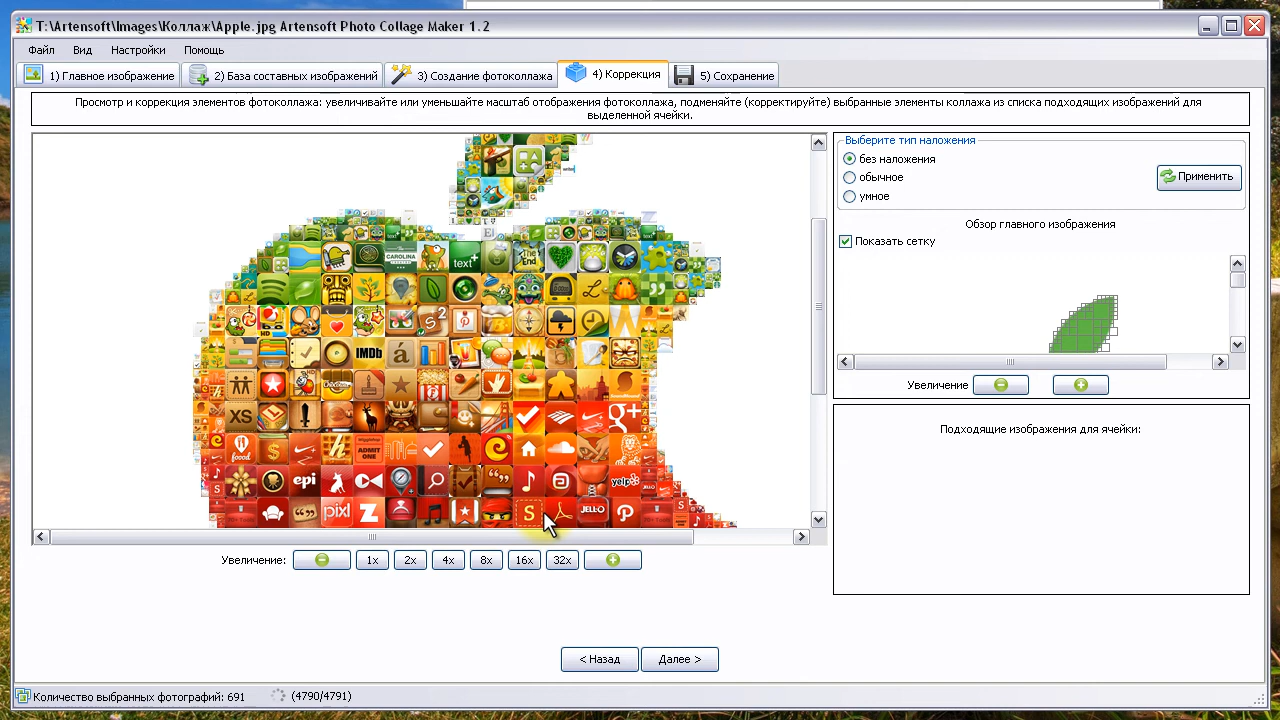 T:\Artensoft\Images\Коллаж\Apple.jpg Artensoft Photo Collage Maker 1.2
Файл Вид Настройки Помощь
1) Главное изображение 2) База составных изображений 3) Создание фотоколлажа 4) Коррекция 5) Сохранение
Просмотр и коррекция элементов фотоколлажа: увеличивайте или уменьшайте масштаб отображения фотоколлажа, подменяйте (корректируйте) выбранные элементы коллажа из списка подходящих изображений для
выделенной ячейки.
Выберите тип наложения
без наложения
обычное
умное
Применить
Обзор главного изображения
Показать сетку
CAROLINA
text+
The End
HD
IMDb
á
XS
g+
food
ADMIT ONE
epi
yelp
pixl
Z
S
JELL-O
Увеличение
Подходящие изображения для ячейки:
Увеличение: 1x 2x 4x 8x 16x 32x
< Назад Далее >
Количество выбранных фотографий: 691 (4790/4791)